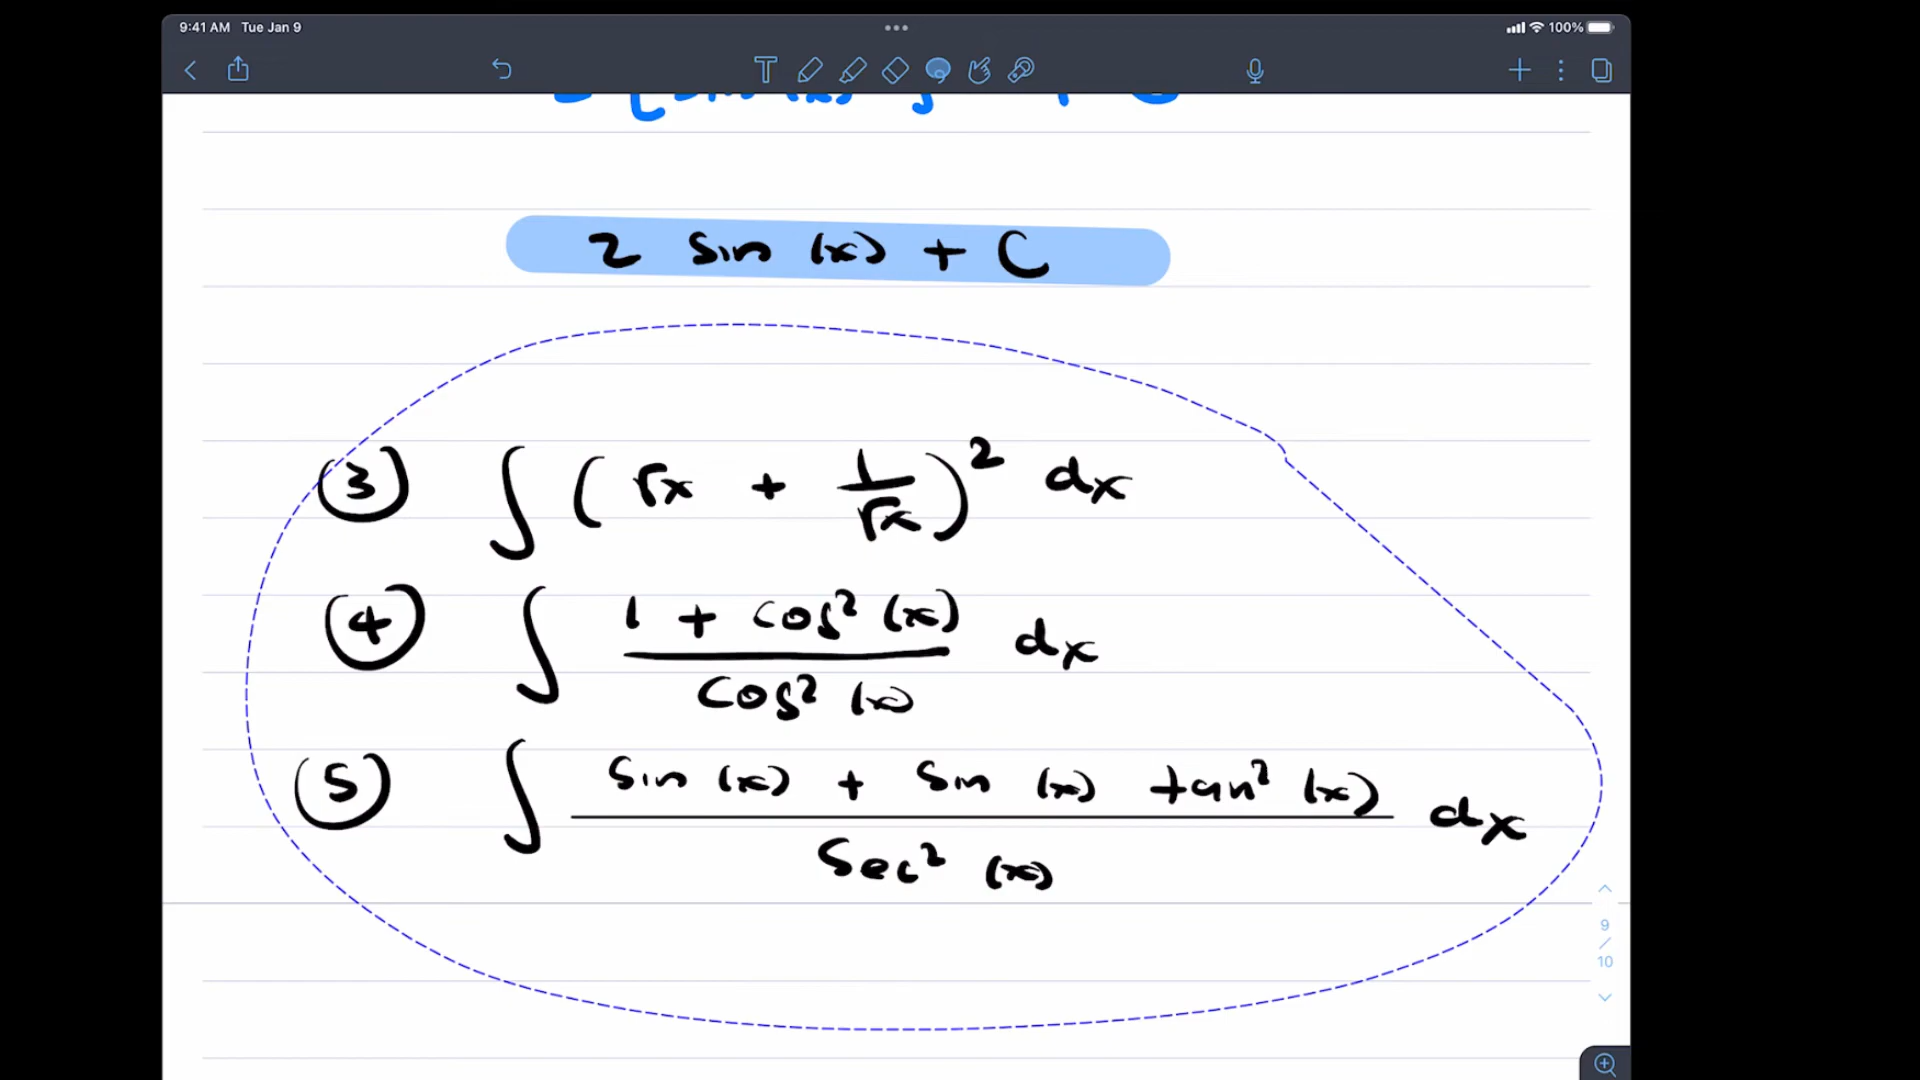 9:41 AM Tue Jan 9
100%
T
2 sin (x) + C
(3) ∫ ( √x + 1/√x )² dx
(4) ∫ (1 + cos² (x)) / (cos² (x)) dx
(5) ∫ (sin (x) + sin (x) tan² (x)) / (sec² (x)) dx
9
/
10